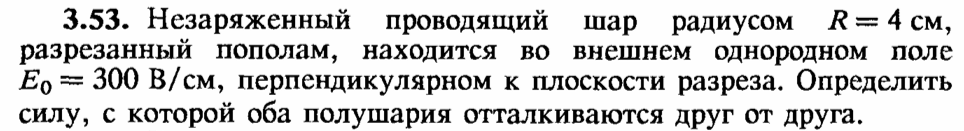 3.53. Незаряженный проводящий шар радиусом R = 4 см,
разрезанный пополам, находится во внешнем однородном поле
E₀ = 300 В/см, перпендикулярном к плоскости разреза. Определить
силу, с которой оба полушария отталкиваются друг от друга.